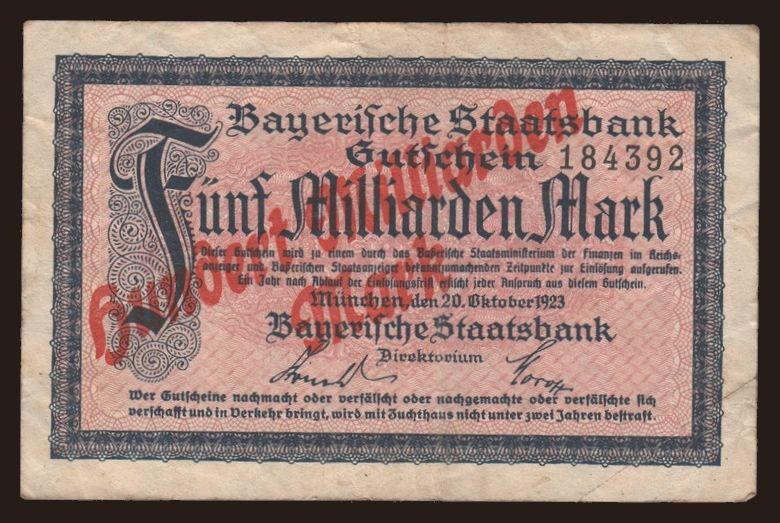 Bayerische Staatsbank
Gutschein 184392
Fünf Milliarden Mark
Dieser Gutschein wird zu einem durch das Bayerische Staatsministerium der Finanzen im Reichs-
anzeiger und Bayerischen Staatsanzeiger bekanntzumachenden Zeitpunkte zur Einlösung aufgerufen.
Ein Jahr nach Ablauf der Einlösungsfrist erlischt jeder Anspruch aus diesem Gutschein.
München, den 20. Oktober 1923
Bayerische Staatsbank
Direktorium
Wer Gutscheine nachmacht oder verfälscht oder nachgemachte oder verfälschte sich
verschafft und in Verkehr bringt, wird mit Zuchthaus nicht unter zwei Jahren bestraft.
Hundert Milliarden
Mark